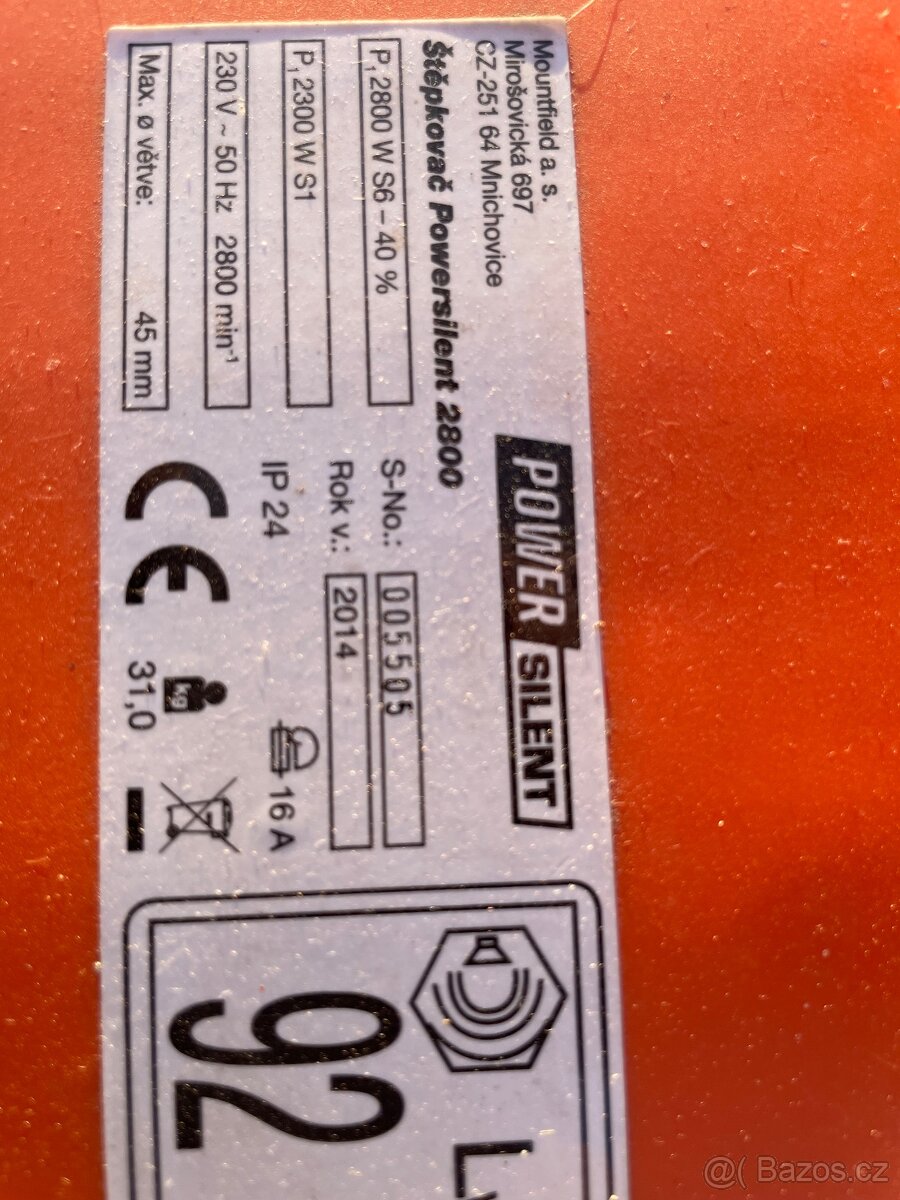 Mountfield a. s.
Mirošovická 697
CZ-251 64 Mnichovice
POWER SILENT
Štěpkovač Powersilent 2800
P₁ 2800 W S6 – 40 %
P₁ 2300 W S1
230 V ~ 50 Hz 2800 min⁻¹
Max. ø větve: 45 mm
S-No.: 005505
Rok v.: 2014
IP 24
16 A
CE
kg
31,0
92
@( Bazos.cz